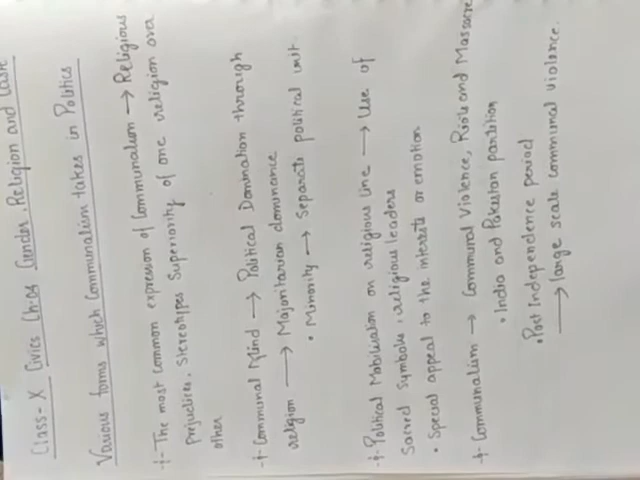 Class-X Civics Ch:04 Gender, Religion and Caste
Various forms which Communalism takes in Politics
-|- The most common expression of Communalism → Religious
Prejudices, Stereotypes Superiority of one religion over
other
-|- Communal Mind → Political Domination through
religion → Majoritarian dominance
• Minority → Separate political unit
-|- Political Mobilisation on religious line → Use of
Sacred Symbols, religious leaders
• Special appeal to the interests or emotion
-|- Communalism → Communal Violence, Riots and Massacre
• India and Pakistan partition
• Post Independence period
→ large scale communal violence.